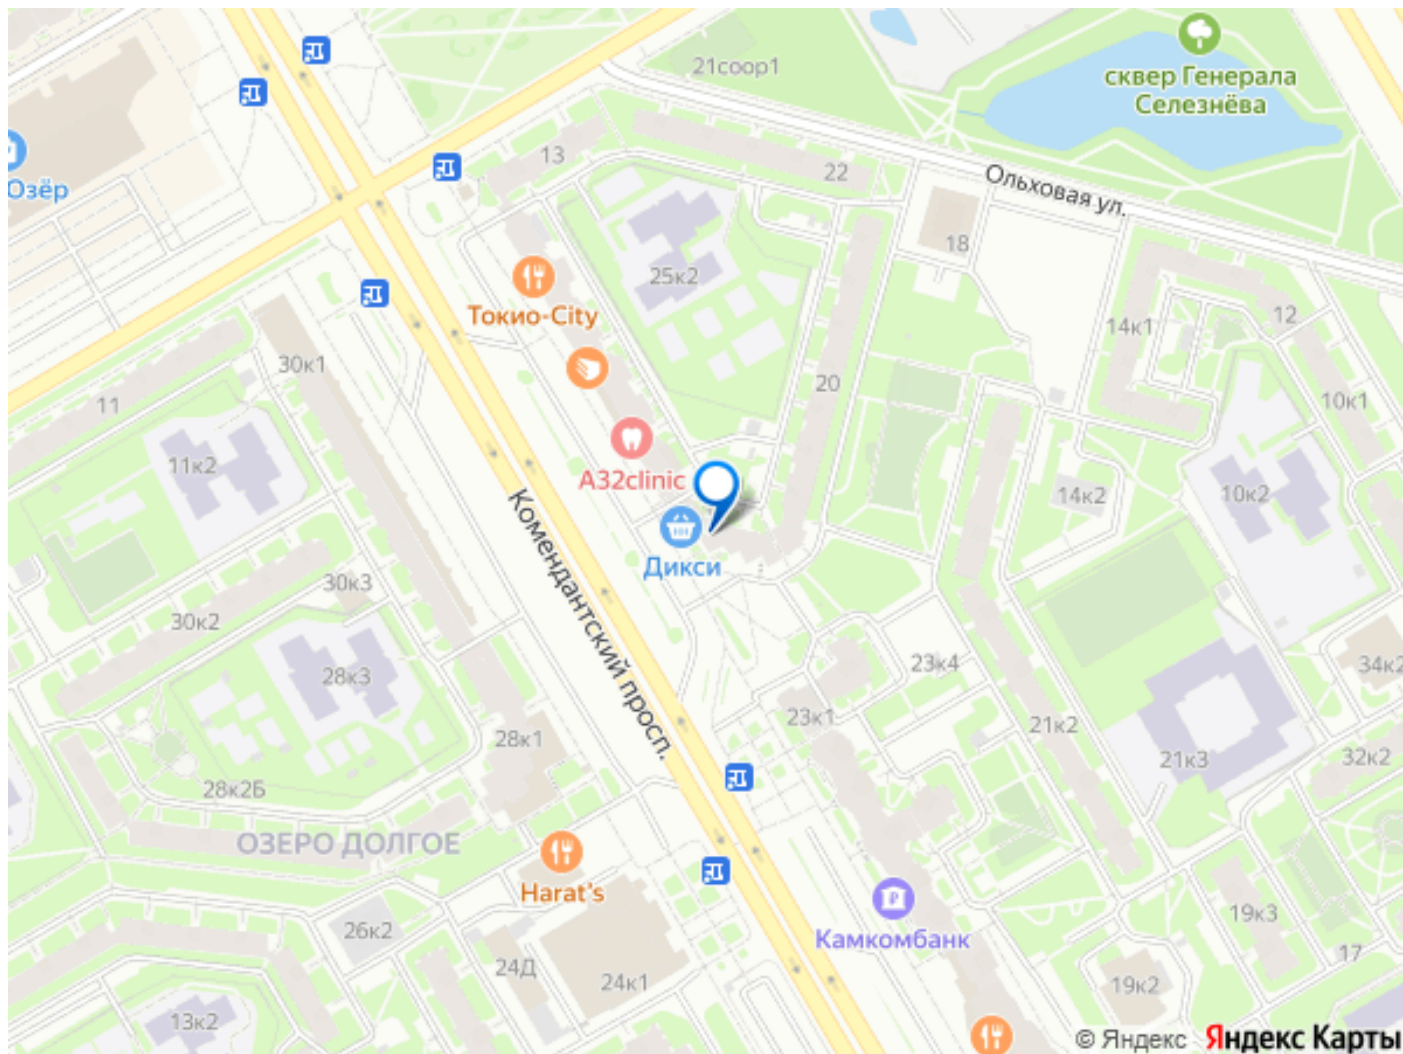 21соор1
сквер Генерала
Селезнёва
13
22
Озёр
Ольховая ул.
18
25к2
Токио-City
14к1
12
30к1
20
11
10к1
11к2
A32clinic
14к2
10к2
Комендантский просп.
Дикси
30к3
30к2
23к4
34к2
28к3
23к1
21к2
28к1
21к3
32к2
28к2Б
ОЗЕРО ДОЛГОЕ
Harat's
19к3
26к2
Камкомбанк
17
24Д
24к1
19к2
13к2
© Яндекс Яндекс Карты